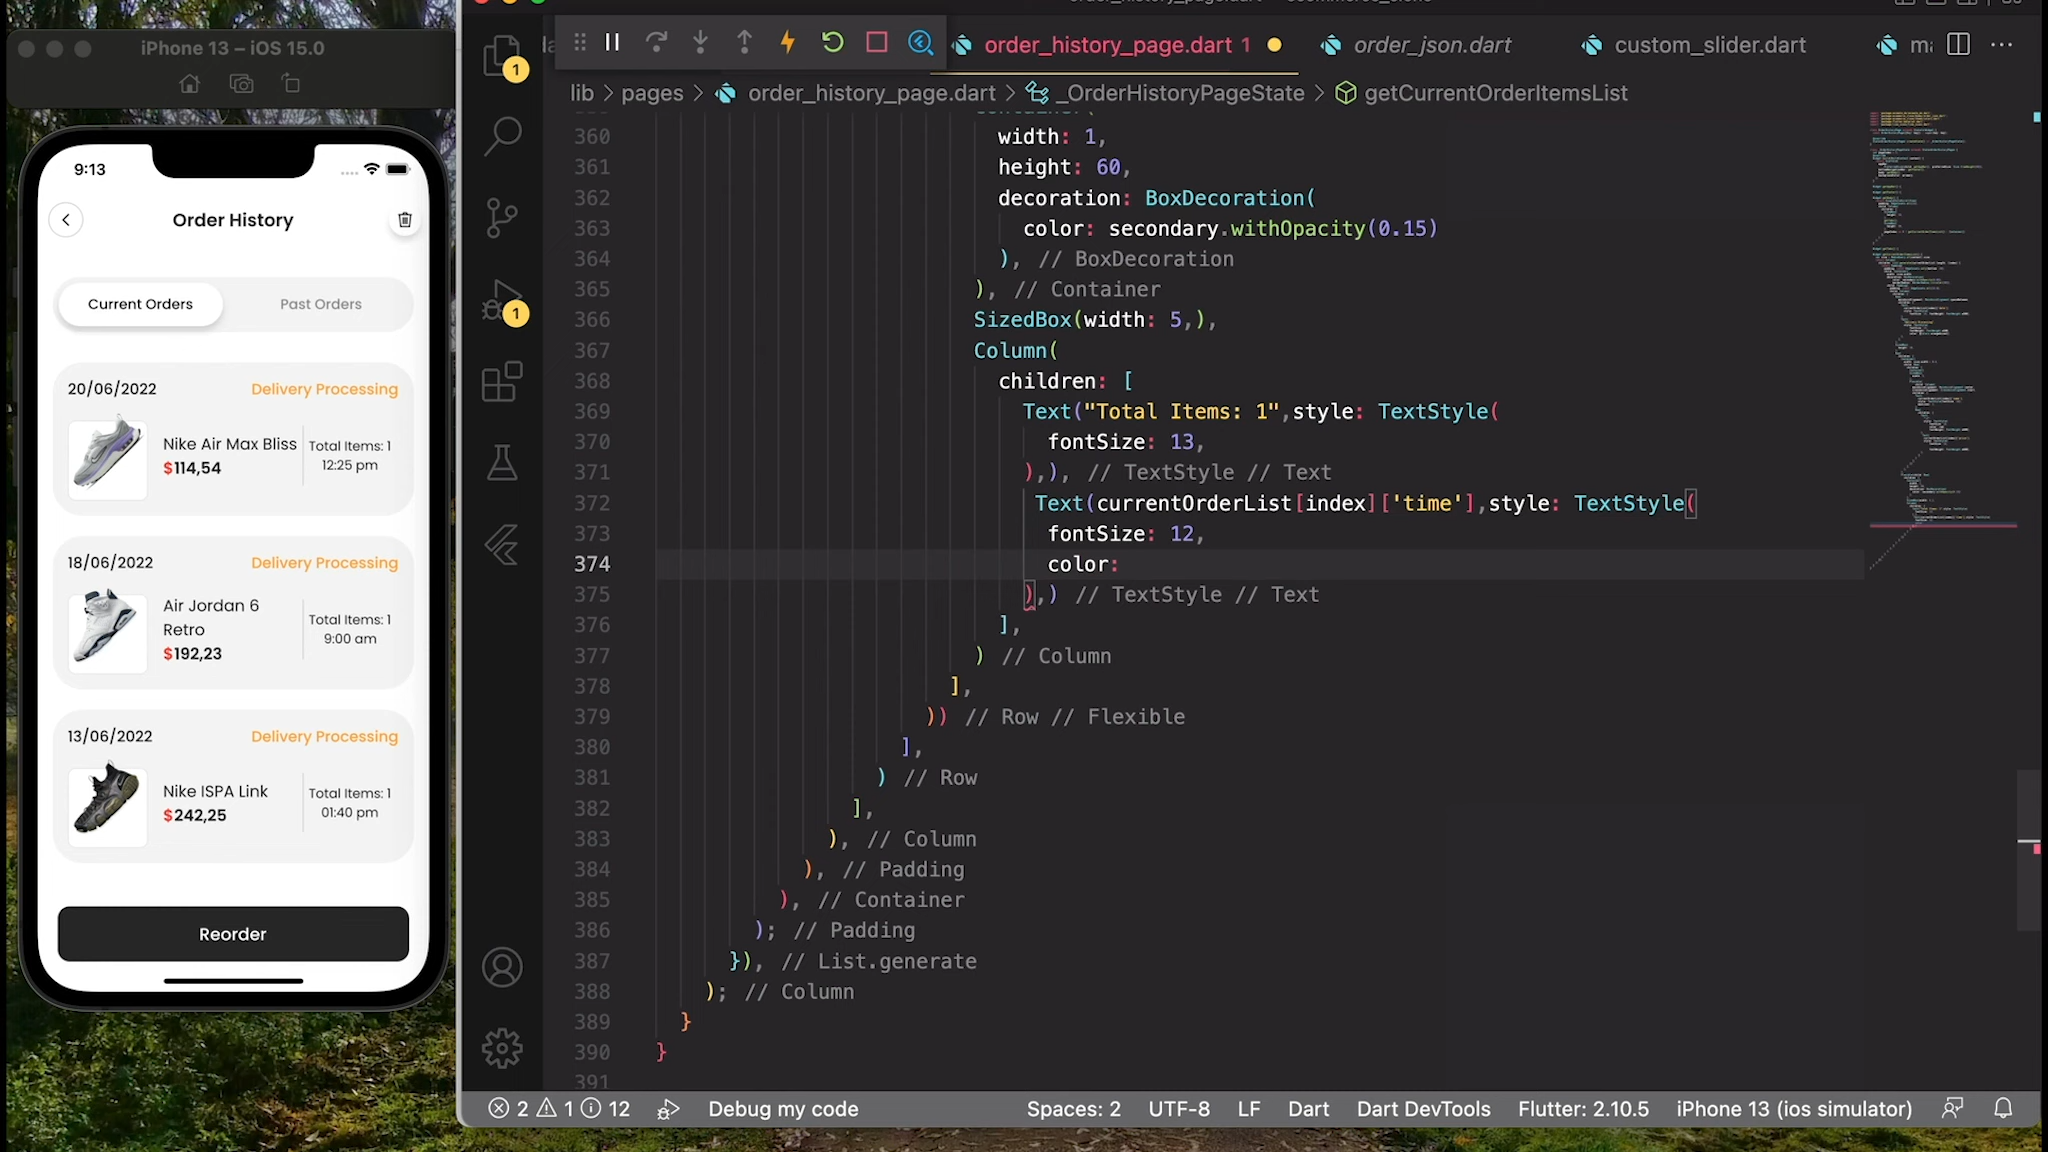 iPhone 13 – iOS 15.0
9:13
Order History
Current Orders
Past Orders
20/06/2022
Delivery Processing
Nike Air Max Bliss
$114,54
Total Items: 1
12:25 pm
18/06/2022
Delivery Processing
Air Jordan 6
Retro
$192,23
Total Items: 1
9:00 am
13/06/2022
Delivery Processing
Nike ISPA Link
$242,25
Total Items: 1
01:40 pm
Reorder
1
1
order_history_page.dart 1
order_json.dart
custom_slider.dart
lib > pages > order_history_page.dart > _OrderHistoryPageState > getCurrentOrderItemsList
360 width: 1,
361 height: 60,
362 decoration: BoxDecoration(
363 color: secondary.withOpacity(0.15)
364 ), // BoxDecoration
365 ), // Container
366 SizedBox(width: 5,),
367 Column(
368 children: [
369 Text("Total Items: 1",style: TextStyle(
370 fontSize: 13,
371 ),), // TextStyle // Text
372 Text(currentOrderList[index]['time'],style: TextStyle(
373 fontSize: 12,
374 color:
375 ),) // TextStyle // Text
376 ],
377 ) // Column
378 ],
379 )) // Row // Flexible
380 ],
381 ) // Row
382 ],
383 ), // Column
384 ), // Padding
385 ), // Container
386 ); // Padding
387 }), // List.generate
388 ); // Column
389 }
390 }
391
2 1 12 Debug my code Spaces: 2 UTF-8 LF Dart Dart DevTools Flutter: 2.10.5 iPhone 13 (ios simulator)